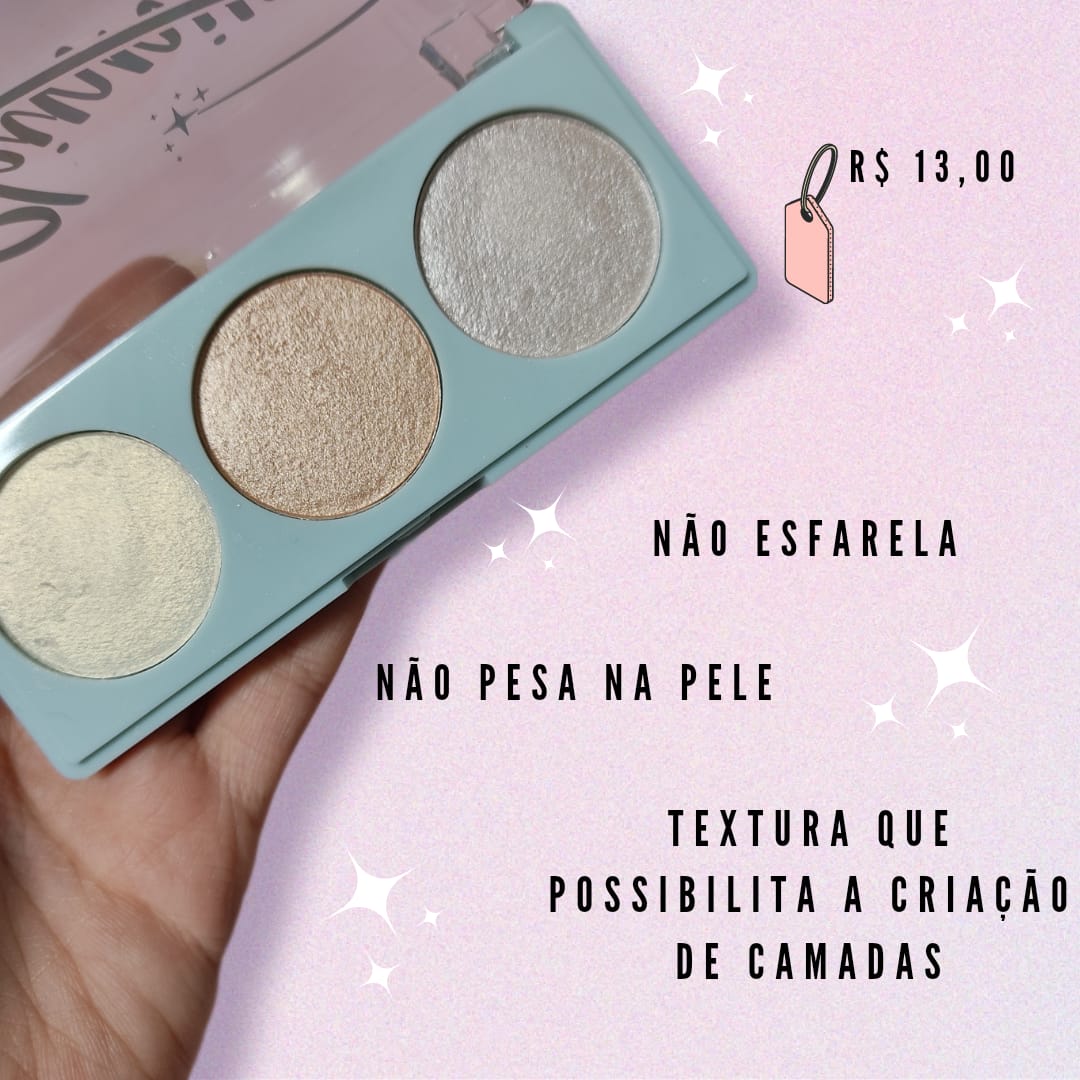 R$ 13,00
NÃO ESFARELA
NÃO PESA NA PELE
TEXTURA QUE
POSSIBILITA A CRIAÇÃO
DE CAMADAS